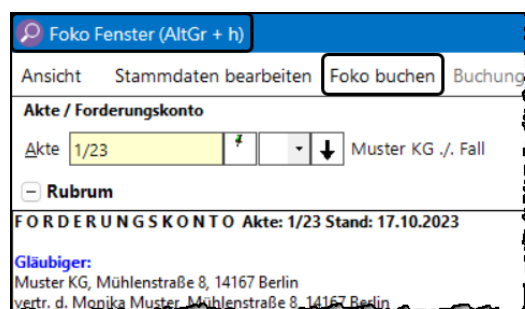 Foko Fenster (AltGr + h)
Ansicht Stammdaten bearbeiten Foko buchen Buchung
Akte / Forderungskonto
Akte 1/23 Muster KG ./. Fall
Rubrum
F O R D E R U N G S K O N T O Akte: 1/23 Stand: 17.10.2023
Gläubiger:
Muster KG, Mühlenstraße 8, 14167 Berlin
vertr. d. Monika Muster, Mühlenstraße 8, 14167 Berlin